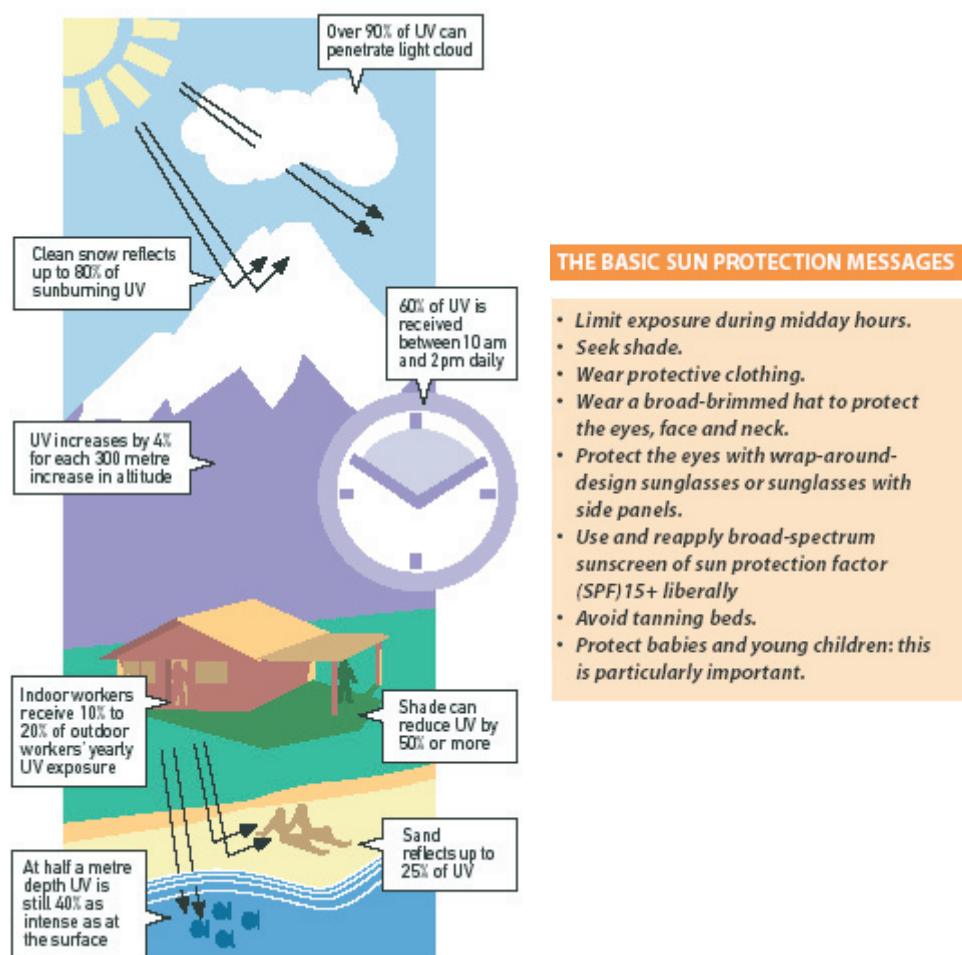 Over 90% of UV can
penetrate light cloud
Clean snow reflects
up to 80% of
sunburning UV
60% of UV is
received
between 10 am
and 2pm daily
UV increases by 4%
for each 300 metre
increase in altitude
Indoor workers
receive 10% to
20% of outdoor
workers' yearly
UV exposure
Shade can
reduce UV by
50% or more
Sand
reflects up to
25% of UV
At half a metre
depth UV is
still 40% as
intense as at
the surface
THE BASIC SUN PROTECTION MESSAGES
• Limit exposure during midday hours.
• Seek shade.
• Wear protective clothing.
• Wear a broad-brimmed hat to protect
the eyes, face and neck.
• Protect the eyes with wrap-around-
design sunglasses or sunglasses with
side panels.
• Use and reapply broad-spectrum
sunscreen of sun protection factor
(SPF)15+ liberally
• Avoid tanning beds.
• Protect babies and young children: this
is particularly important.